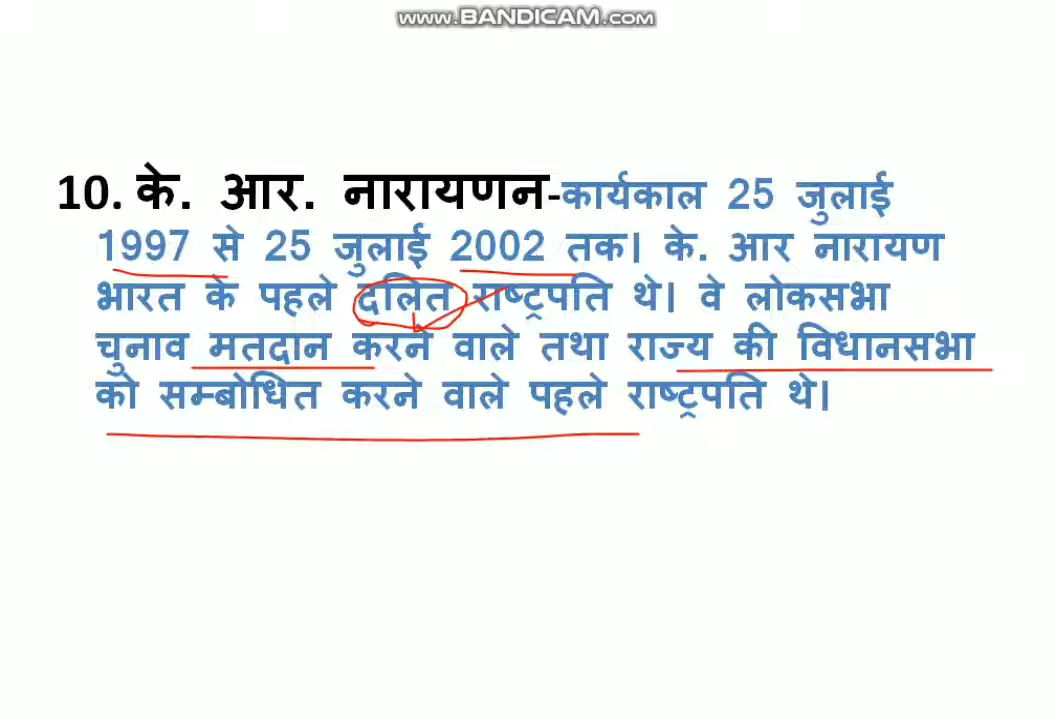 www.BANDICAM.com
10. के. आर. नारायणन-कार्यकाल 25 जुलाई
1997 से 25 जुलाई 2002 तक। के. आर नारायण
भारत के पहले दलित राष्ट्रपति थे। वे लोकसभा
चुनाव मतदान करने वाले तथा राज्य की विधानसभा
को सम्बोधित करने वाले पहले राष्ट्रपति थे।